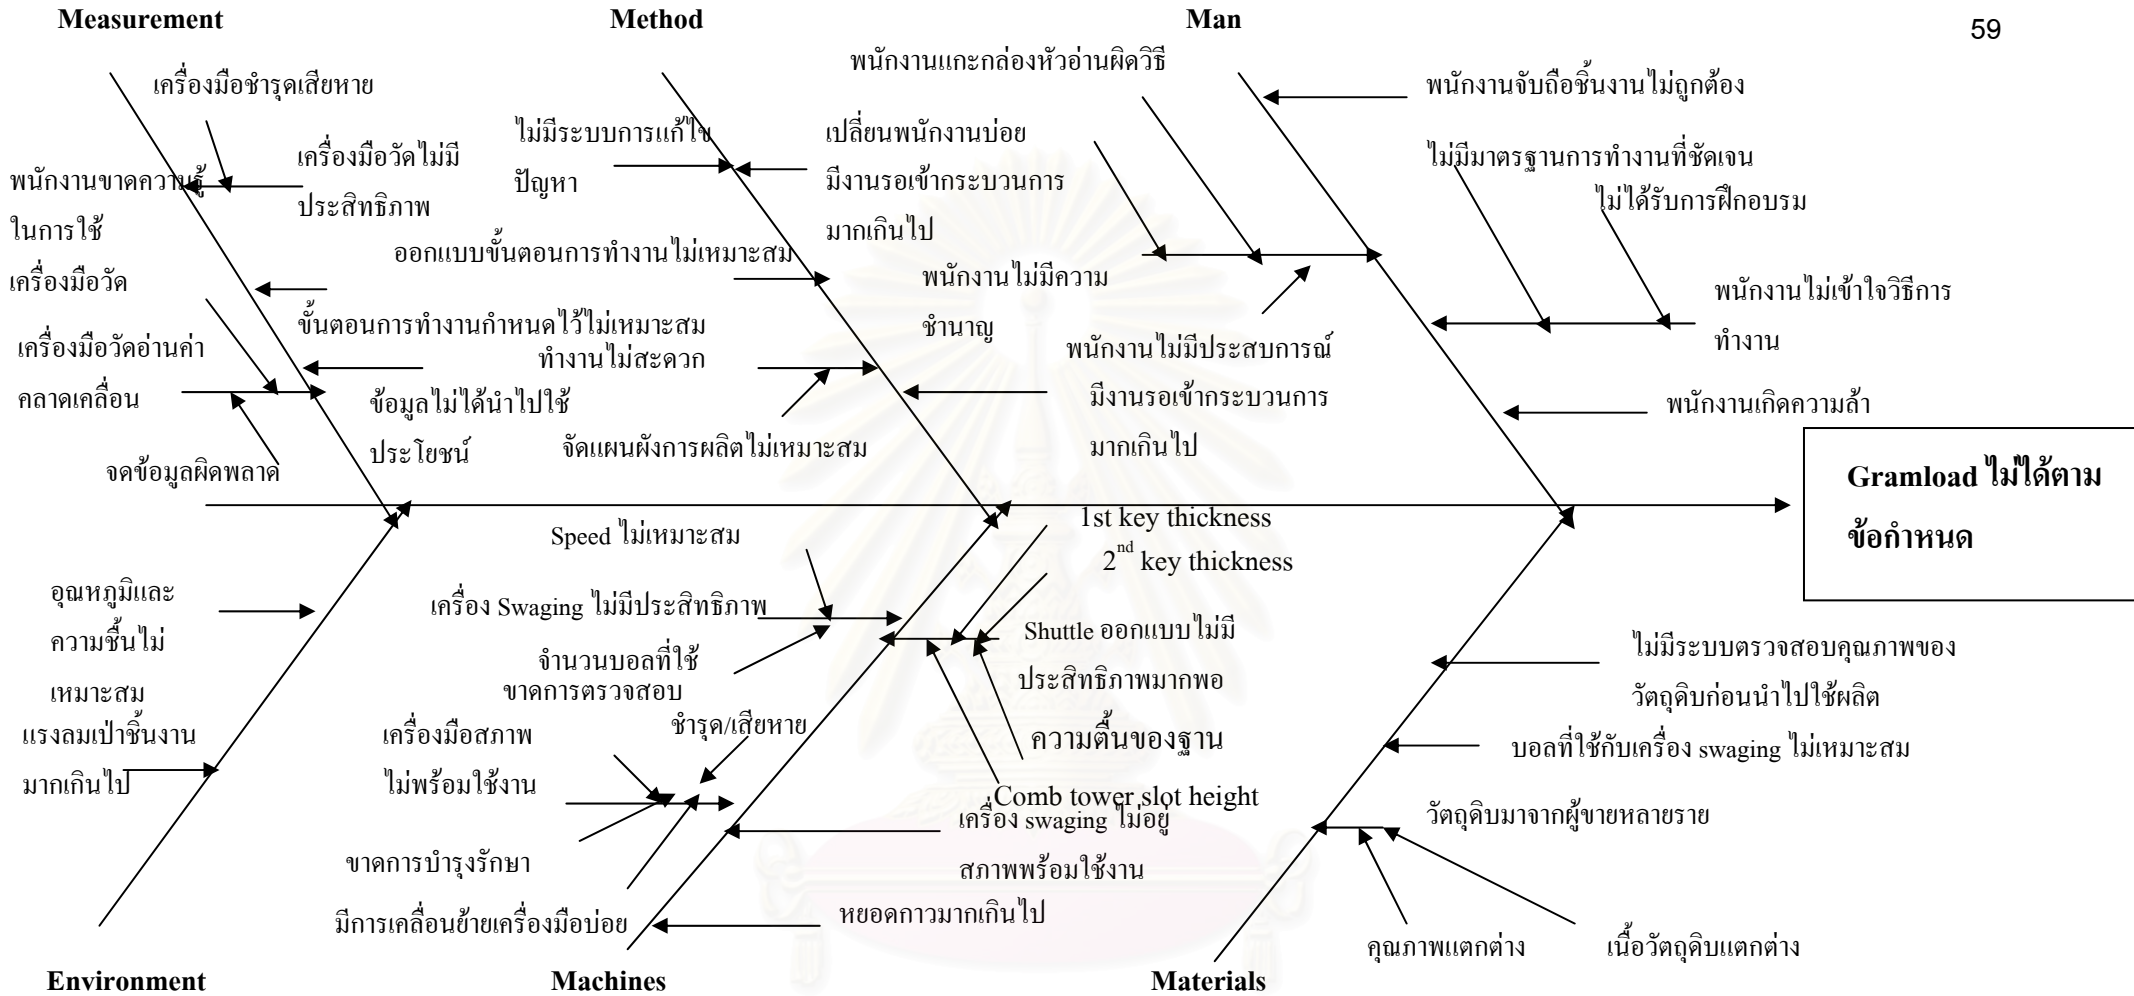 59
Measurement
Method
Man
เครื่องมือชำรุดเสียหาย
เครื่องมือวัดไม่มี
ประสิทธิภาพ
พนักงานขาดความรู้
ในการใช้
เครื่องมือวัด
ขั้นตอนการทำงานกำหนดไว้ไม่เหมาะสม
เครื่องมือวัดอ่านค่า
คลาดเคลื่อน
ข้อมูลไม่ได้นำไปใช้
ประโยชน์
จดข้อมูลผิดพลาด
ไม่มีระบบการแก้ไข
ปัญหา
เปลี่ยนพนักงานบ่อย
มีงานรอเข้ากระบวนการ
มากเกินไป
ออกแบบขั้นตอนการทำงานไม่เหมาะสม
ทำงานไม่สะดวก
จัดแผนผังการผลิตไม่เหมาะสม
พนักงานแกะกล่องหัวอ่านผิดวิธี
พนักงานไม่มีความ
ชำนาญ
พนักงานไม่มีประสบการณ์
มีงานรอเข้ากระบวนการ
มากเกินไป
พนักงานจับถือชิ้นงานไม่ถูกต้อง
ไม่มีมาตรฐานการทำงานที่ชัดเจน
ไม่ได้รับการฝึกอบรม
พนักงานไม่เข้าใจวิธีการ
ทำงาน
พนักงานเกิดความล้า
Gramload ไม่ได้ตาม
ข้อกำหนด
อุณหภูมิและ
ความชื้นไม่
เหมาะสม
แรงลมเป่าชิ้นงาน
มากเกินไป
Speed ไม่เหมาะสม
เครื่อง Swaging ไม่มีประสิทธิภาพ
จำนวนบอลที่ใช้
ขาดการตรวจสอบ
ชำรุด/เสียหาย
เครื่องมือสภาพ
ไม่พร้อมใช้งาน
ขาดการบำรุงรักษา
มีการเคลื่อนย้ายเครื่องมือบ่อย
1st key thickness
2nd key thickness
Shuttle ออกแบบไม่มี
ประสิทธิภาพมากพอ
ความตื้นของฐาน
Comb tower slot height
เครื่อง swaging ไม่อยู่
สภาพพร้อมใช้งาน
หยอดกาวมากเกินไป
ไม่มีระบบตรวจสอบคุณภาพของ
วัตถุดิบก่อนนำไปใช้ผลิต
บอลที่ใช้กับเครื่อง swaging ไม่เหมาะสม
วัตถุดิบมาจากผู้ขายหลายราย
คุณภาพแตกต่าง
เนื้อวัตถุดิบแตกต่าง
Environment
Machines
Materials